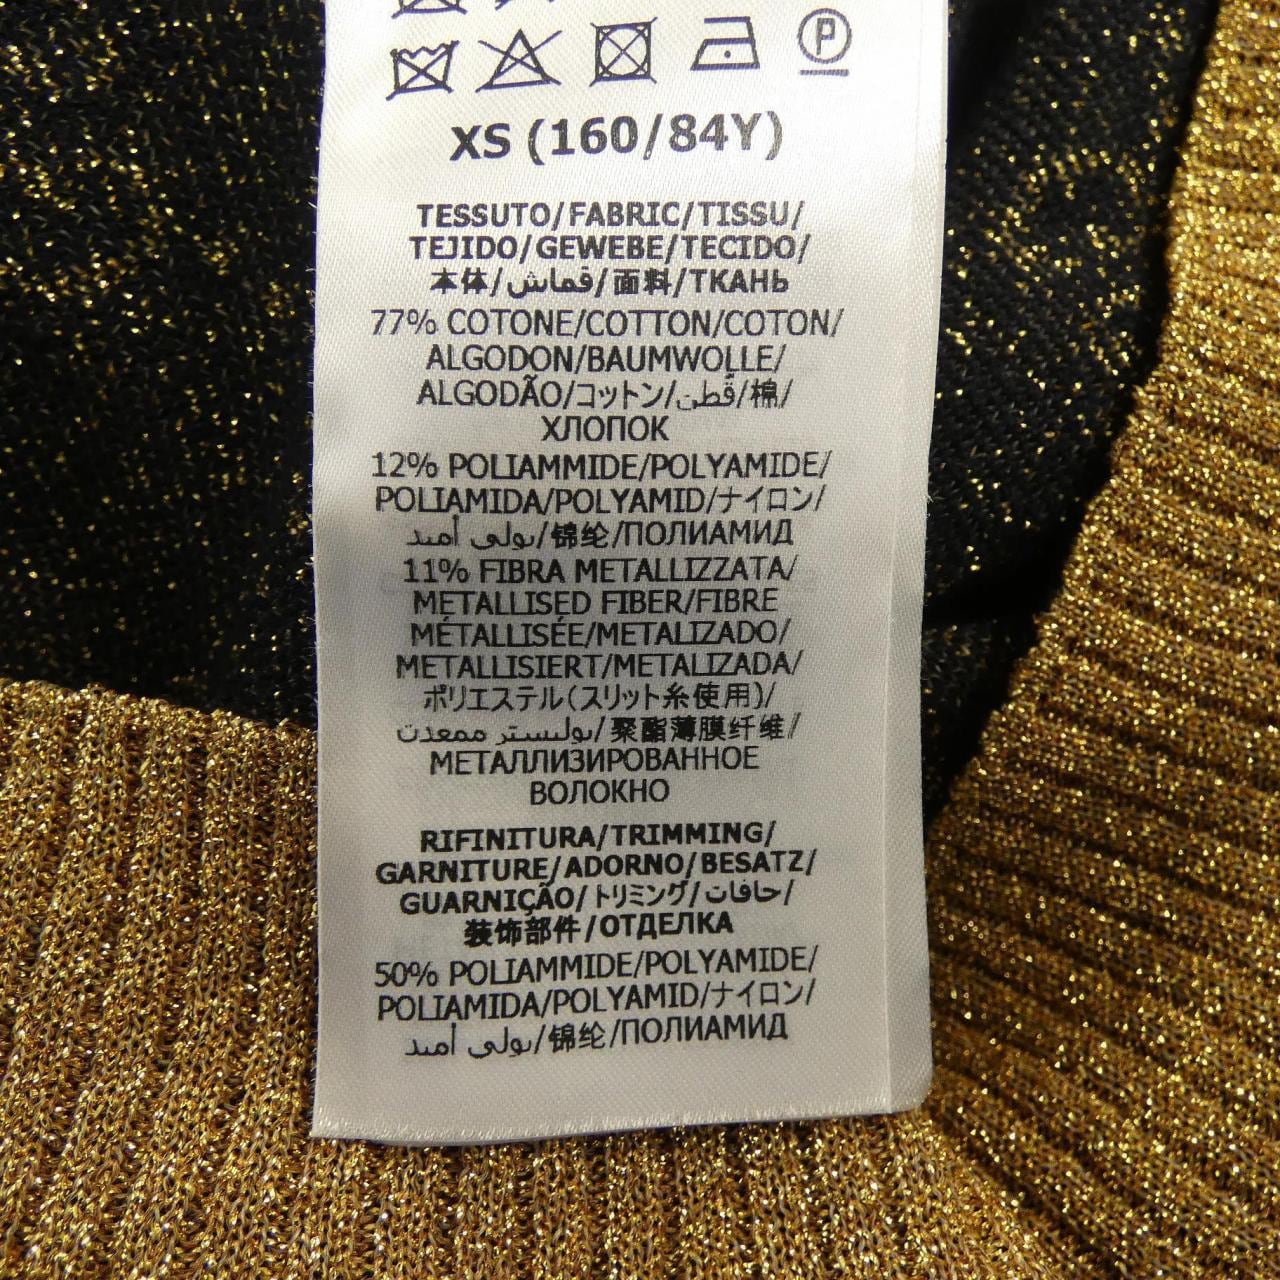 XS (160/84Y)
TESSUTO/FABRIC/TISSU/
TEJIDO/GEWEBE/TECIDO/
本体/قماش/面料/ТКАНЬ
77% COTONE/COTTON/COTON/
ALGODON/BAUMWOLLE/
ALGODÃO/コットン/قطن/棉/
ХЛОПОК
12% POLIAMMIDE/POLYAMIDE/
POLIAMIDA/POLYAMID/ナイロン/
بولي أميد/锦纶/ПОЛИАМИД
11% FIBRA METALLIZZATA/
METALLISED FIBER/FIBRE
MÉTALLISÉE/METALIZADO/
METALLISIERT/METALIZADA/
ポリエステル(スリット糸使用)/
بوليستر ممعدت/聚酯薄膜纤维/
МЕТАЛЛИЗИРОВАННОЕ
ВОЛОКНО
RIFINITURA/TRIMMING/
GARNITURE/ADORNO/BESATZ/
GUARNIÇÃO/トリミング/حافات/
装饰部件/ОТДЕЛКА
50% POLIAMMIDE/POLYAMIDE/
POLIAMIDA/POLYAMID/ナイロン/
بولي أميد/锦纶/ПОЛИАМИД